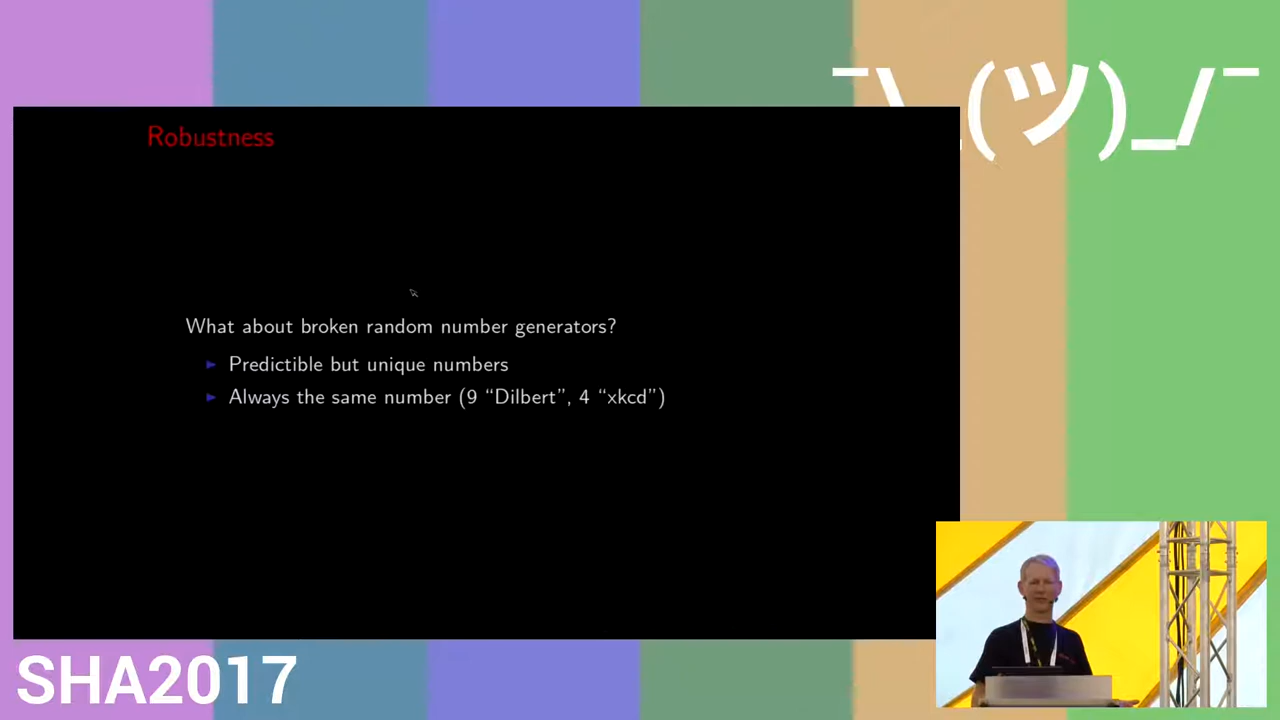 ¯\_(ツ)_/¯
Robustness
What about broken random number generators?
Predictible but unique numbers
Always the same number (9 “Dilbert”, 4 “xkcd”)
SHA2017